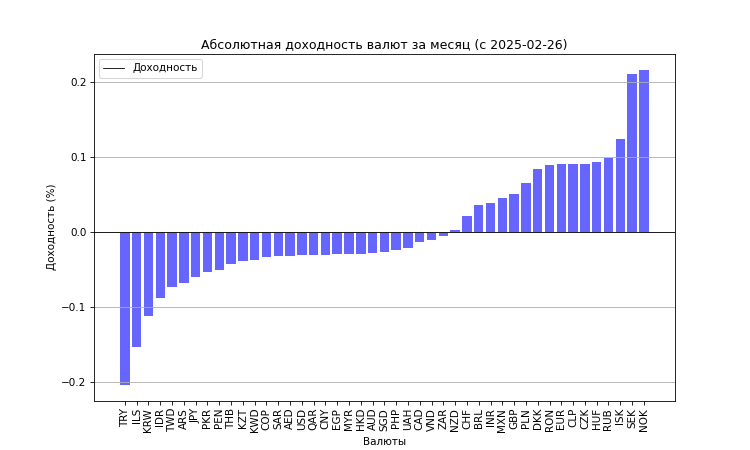 Абсолютная доходность валют за месяц (с 2025-02-26)
Доходность
0.2
0.1
0.0
−0.1
−0.2
Доходность (%)
TRY ILS KRW IDR TWD ARS JPY PKR PEN THB KZT KWD COP SAR AED USD QAR CNY EGP MYR HKD AUD SGD PHP UAH CAD VND ZAR NZD CHF BRL INR MXN GBP PLN DKK RON EUR CLP CZK HUF RUB ISK SEK NOK
Валюты